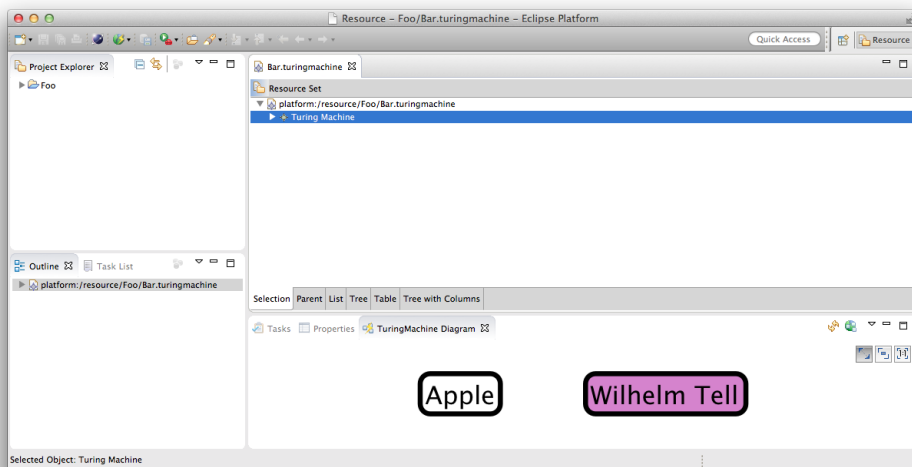 Resource - Foo/Bar.turingmachine - Eclipse Platform
Quick Access
Resource
Project Explorer
Foo
Bar.turingmachine
Resource Set
platform:/resource/Foo/Bar.turingmachine
Turing Machine
Outline
Task List
platform:/resource/Foo/Bar.turingmachine
Selection Parent List Tree Table Tree with Columns
Tasks Properties TuringMachine Diagram
Apple
Wilhelm Tell
Selected Object: Turing Machine